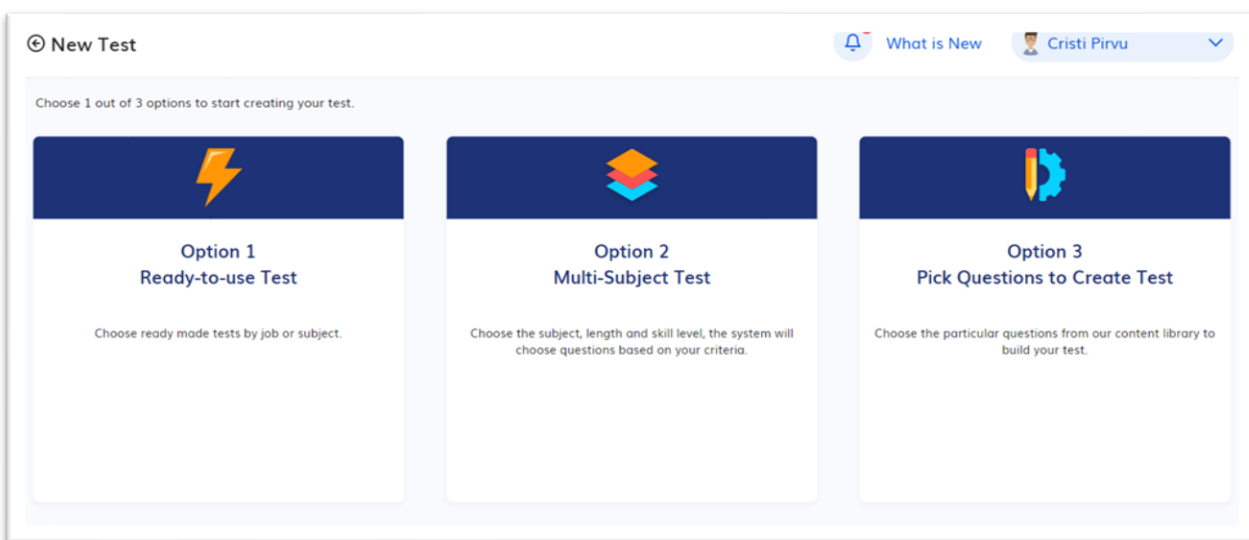 New Test
What is New
Cristi Pirvu
Choose 1 out of 3 options to start creating your test.
Option 1
Ready-to-use Test
Choose ready made tests by job or subject.
Option 2
Multi-Subject Test
Choose the subject, length and skill level, the system will
choose questions based on your criteria.
Option 3
Pick Questions to Create Test
Choose the particular questions from our content library to
build your test.